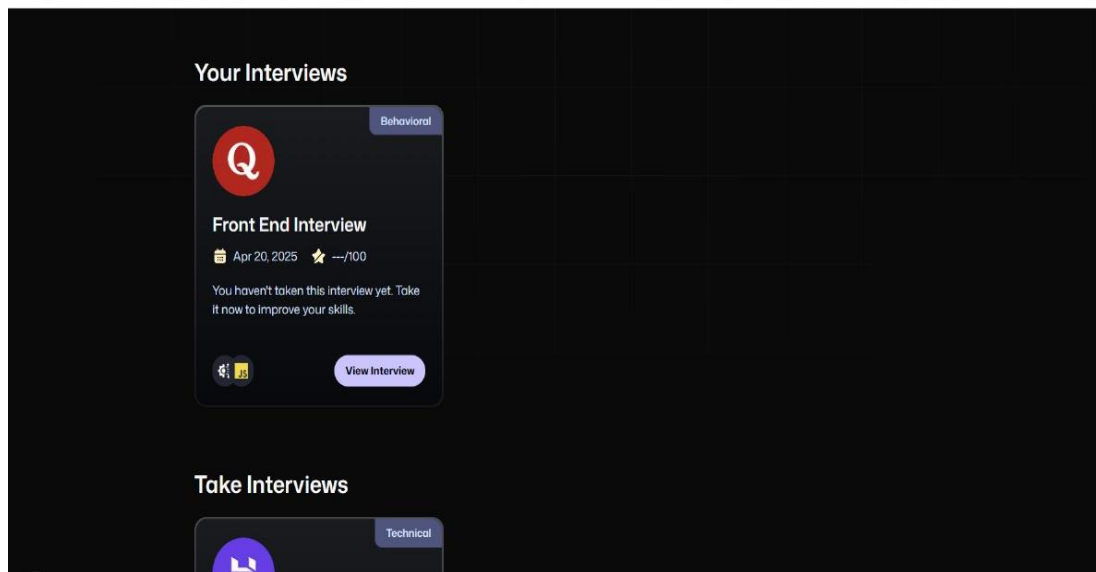 Your Interviews
Behavioral
Q
Front End Interview
Apr 20, 2025 ---/100
You haven't taken this interview yet. Take
it now to improve your skills.
JS
View Interview
Take Interviews
Technical